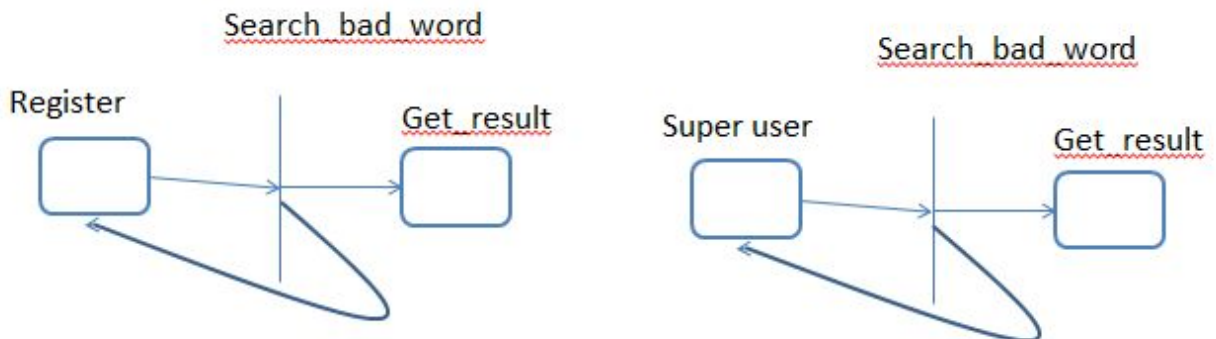 Search_bad_word
Register
Get_result
Search_bad_word
Super user
Get_result